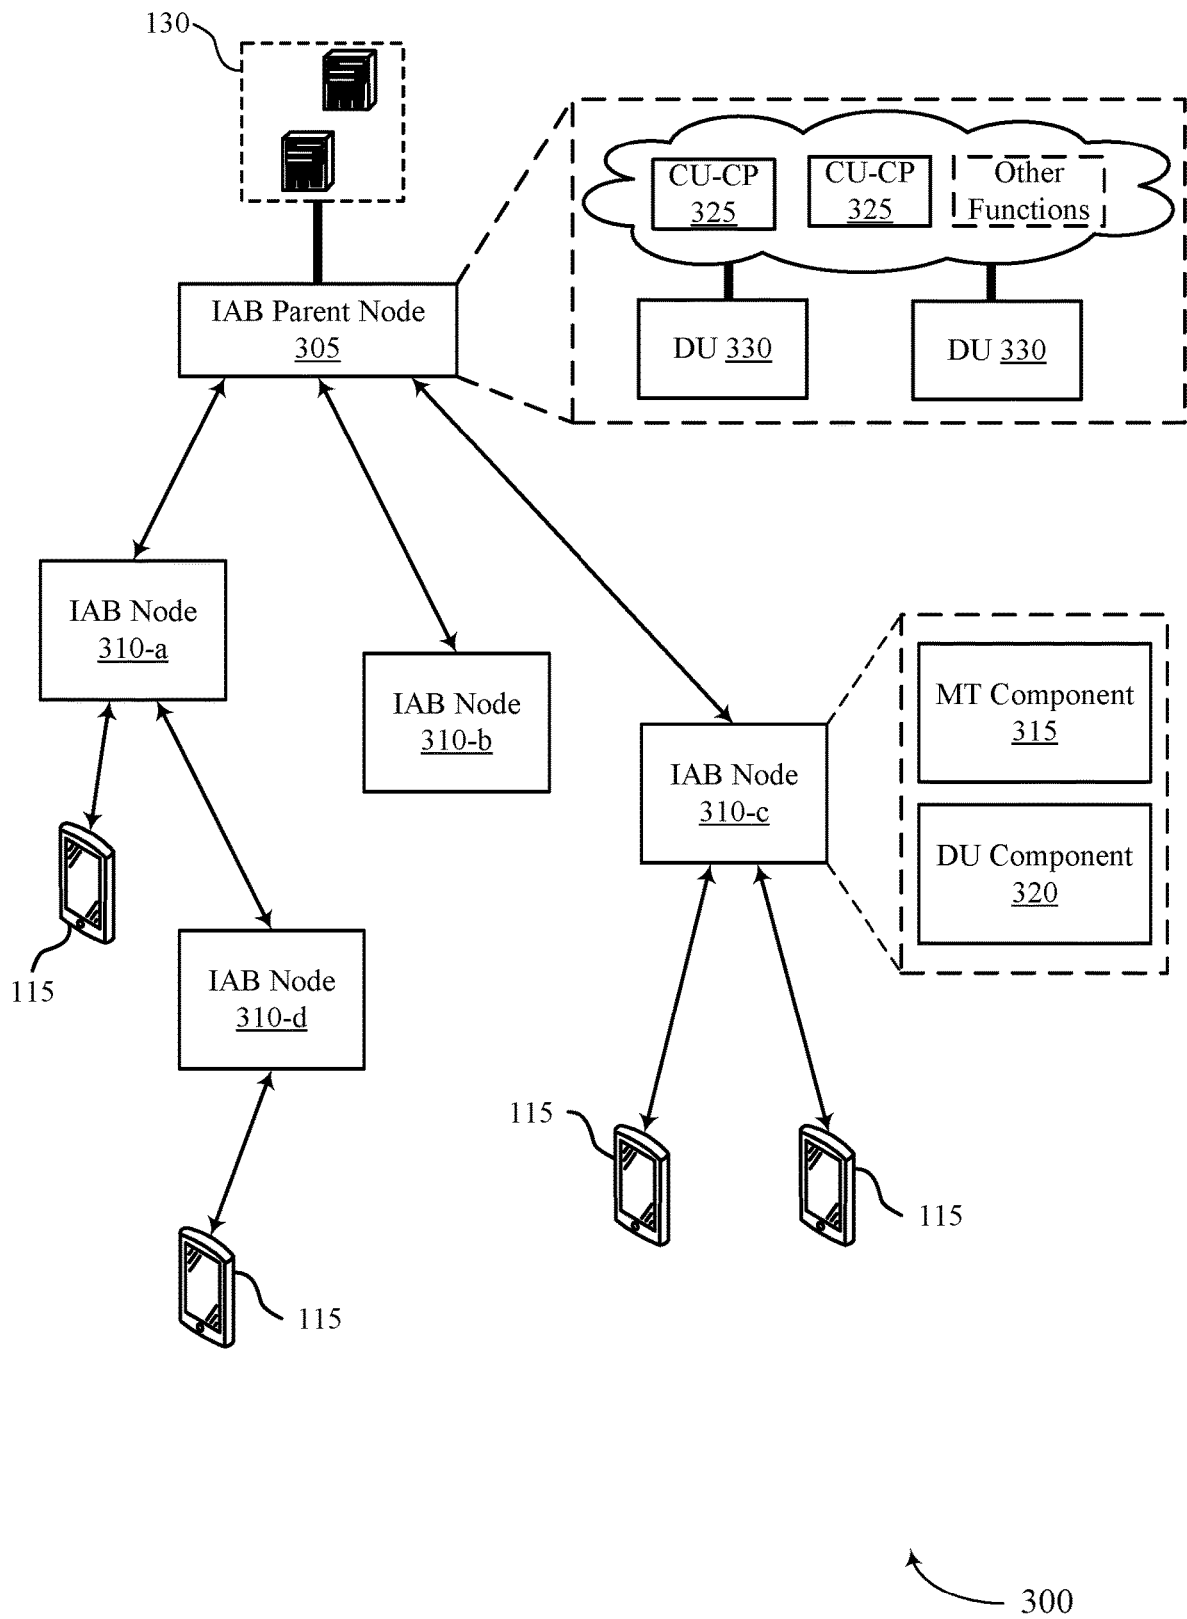 130
CU-CP
325
CU-CP
325
Other
Functions
IAB Parent Node
305
DU 330
DU 330
IAB Node
310-a
IAB Node
310-b
IAB Node
310-c
MT Component
315
DU Component
320
115
IAB Node
310-d
115
115
115
300